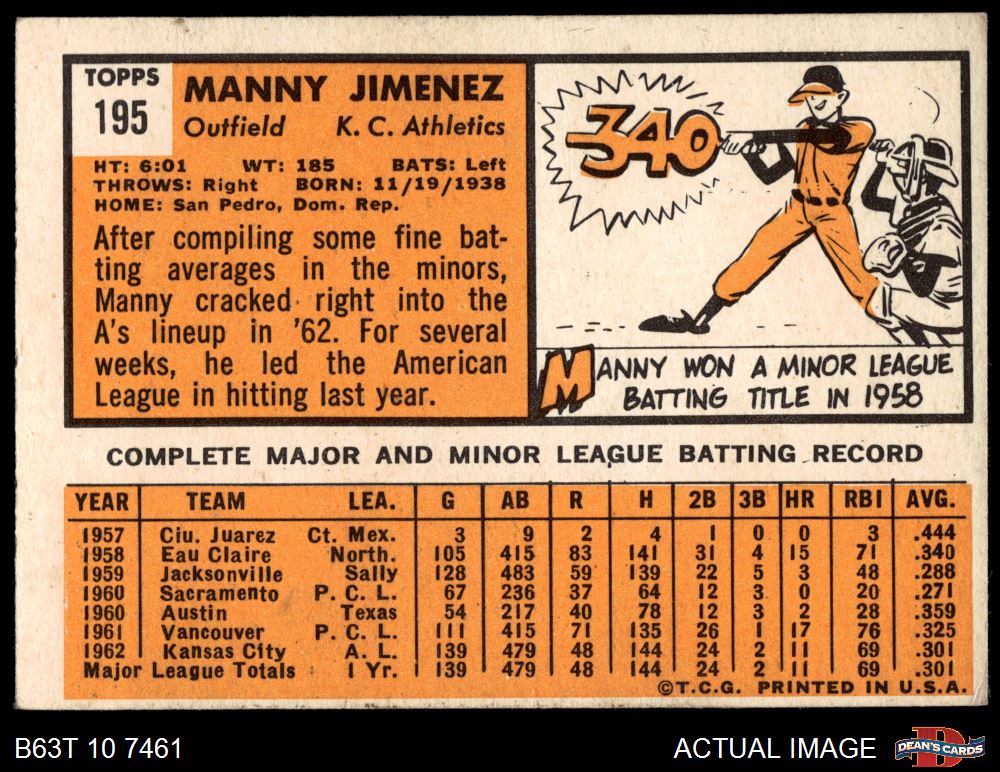 TOPPS
195
MANNY JIMENEZ
Outfield K. C. Athletics
HT: 6:01 WT: 185 BATS: Left
THROWS: Right BORN: 11/19/1938
HOME: San Pedro, Dom. Rep.
After compiling some fine bat-
ting averages in the minors,
Manny cracked right into the
A's lineup in '62. For several
weeks, he led the American
League in hitting last year.
340
MANNY WON A MINOR LEAGUE
BATTING TITLE IN 1958
COMPLETE MAJOR AND MINOR LEAGUE BATTING RECORD
YEAR TEAM LEA. G AB R H 2B 3B HR RBI AVG.
1957 Ciu. Juarez Ct. Mex. 3 9 2 4 1 0 0 3 .444
1958 Eau Claire North. 105 415 83 141 31 4 15 71 .340
1959 Jacksonville Sally 128 483 59 139 22 5 3 48 .288
1960 Sacramento P. C. L. 67 236 37 64 12 3 0 20 .271
1960 Austin Texas 54 217 40 78 12 3 2 28 .359
1961 Vancouver P. C. L. 111 415 71 135 26 1 17 76 .325
1962 Kansas City A. L. 139 479 48 144 24 2 11 69 .301
Major League Totals 1 Yr. 139 479 48 144 24 2 11 69 .301
©T.C.G. PRINTED IN U.S.A.
B63T 10 7461 ACTUAL IMAGE
D
DEAN'S CARDS